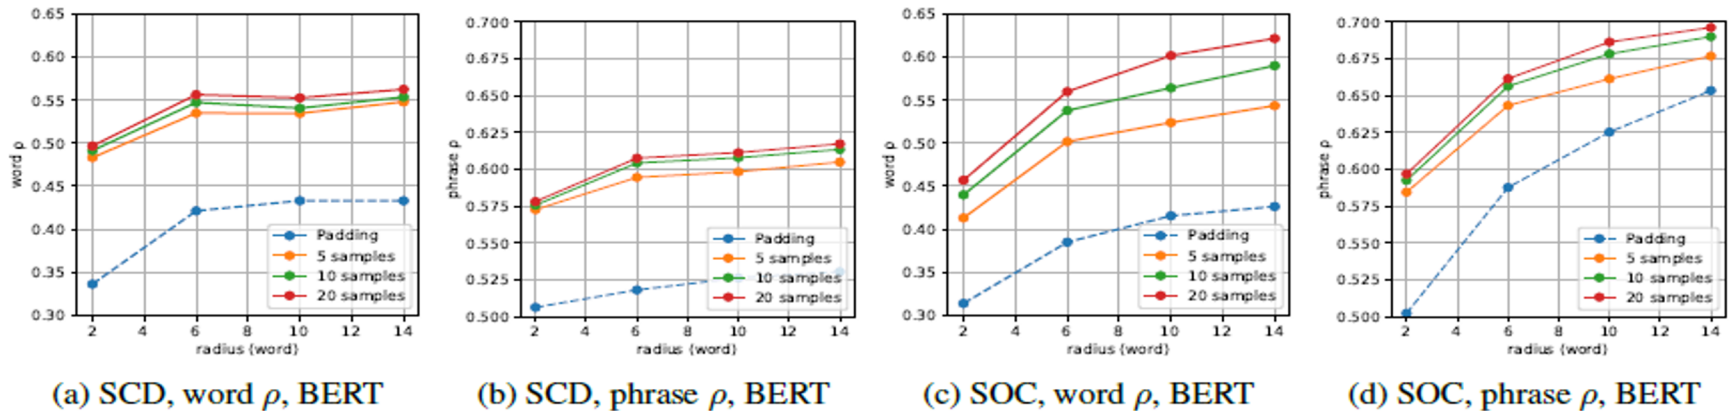 0.65
0.60
0.55
0.50
0.45
0.40
0.35
0.30
word ρ
2 4 6 8 10 12 14
radius (word)
Padding
5 samples
10 samples
20 samples
(a) SCD, word ρ, BERT
0.700
0.675
0.650
0.625
0.600
0.575
0.550
0.525
0.500
phrase ρ
2 4 6 8 10 12 14
radius (word)
Padding
5 samples
10 samples
20 samples
(b) SCD, phrase ρ, BERT
0.65
0.60
0.55
0.50
0.45
0.40
0.35
0.30
word ρ
2 4 6 8 10 12 14
radius (word)
Padding
5 samples
10 samples
20 samples
(c) SOC, word ρ, BERT
0.700
0.675
0.650
0.625
0.600
0.575
0.550
0.525
0.500
phrase ρ
2 4 6 8 10 12 14
radius (word)
Padding
5 samples
10 samples
20 samples
(d) SOC, phrase ρ, BERT